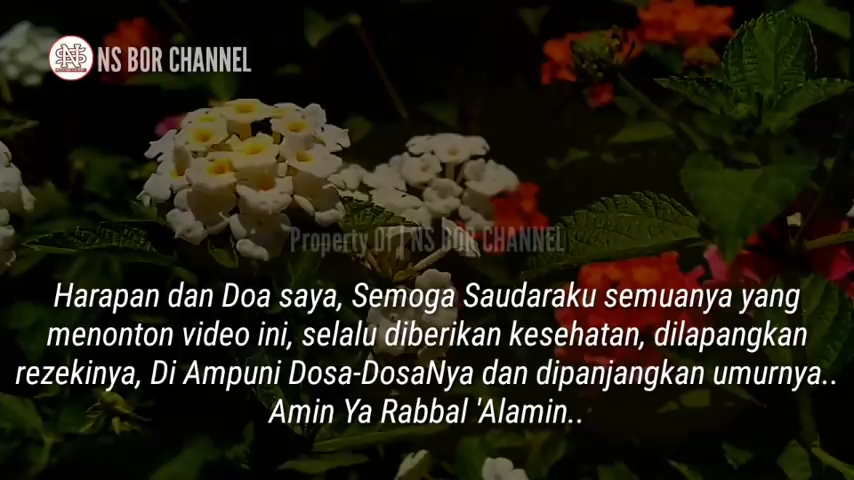 NS BOR CHANNEL
Property Of | NS BOR CHANNEL
Harapan dan Doa saya, Semoga Saudaraku semuanya yang
menonton video ini, selalu diberikan kesehatan, dilapangkan
rezekinya, Di Ampuni Dosa-DosaNya dan dipanjangkan umurnya..
Amin Ya Rabbal 'Alamin..